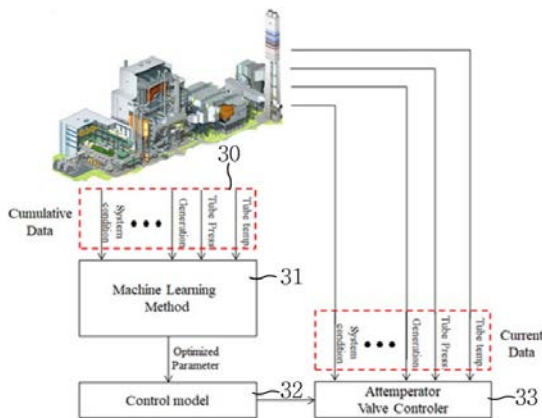 30
Cumulative
Data
System
condition
Generation
Tube Press
Tube temp.
Machine Learning
Method
31
Optimized
Parameter
Control model
32
System
condition
Generation
Tube Press
Tube temp.
Current
Data
Attemperator
Valve Controler
33